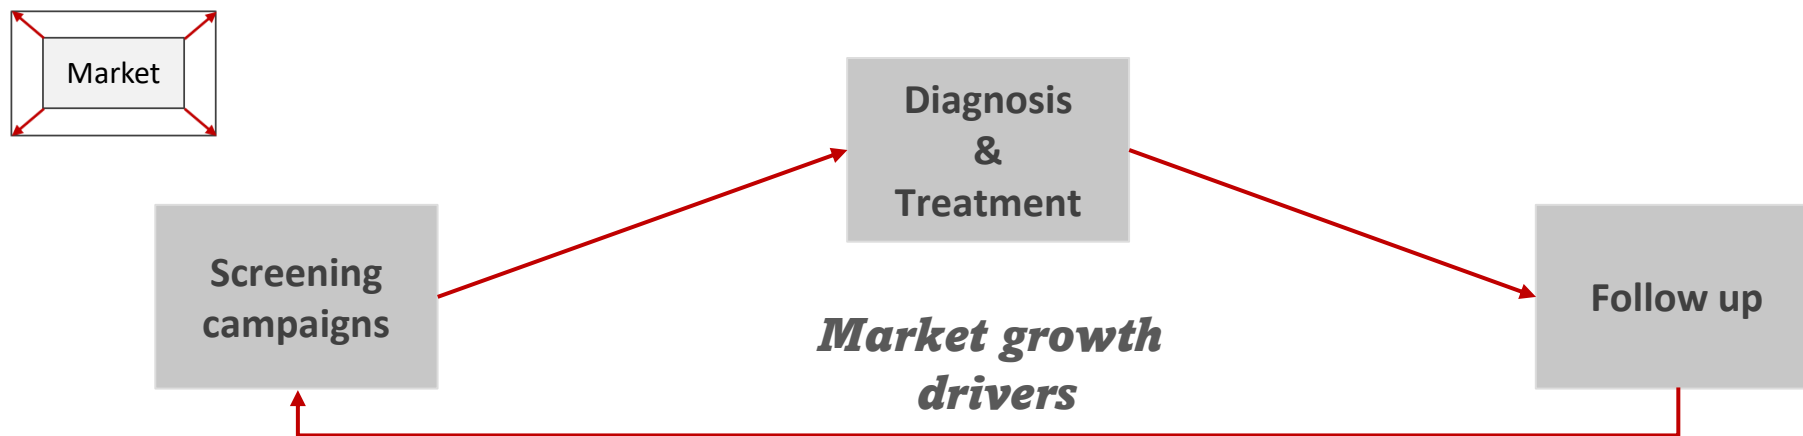 Market
Diagnosis
&
Treatment
Screening
campaigns
Follow up
Market growth
drivers